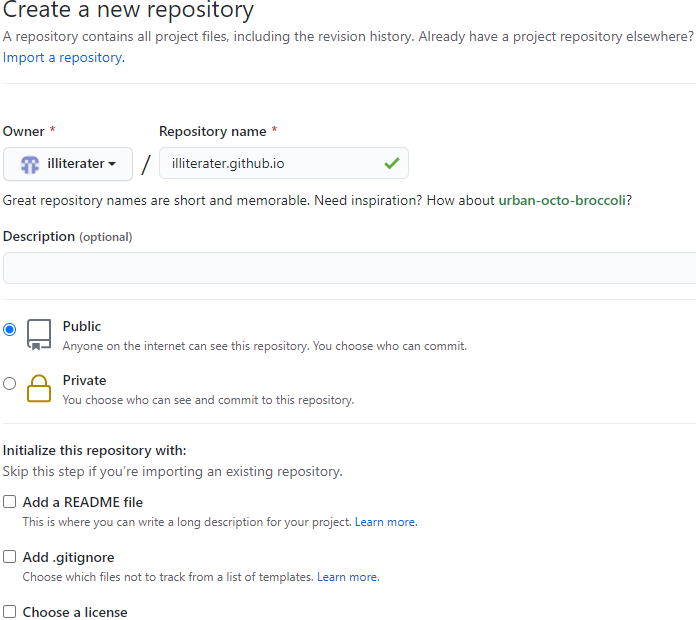 Create a new repository
A repository contains all project files, including the revision history. Already have a project repository elsewhere?
Import a repository.
Owner *
Repository name *
illiterater
/
illiterater.github.io
Great repository names are short and memorable. Need inspiration? How about urban-octo-broccoli?
Description (optional)
Public
Anyone on the internet can see this repository. You choose who can commit.
Private
You choose who can see and commit to this repository.
Initialize this repository with:
Skip this step if you're importing an existing repository.
Add a README file
This is where you can write a long description for your project. Learn more.
Add .gitignore
Choose which files not to track from a list of templates. Learn more.
Choose a license